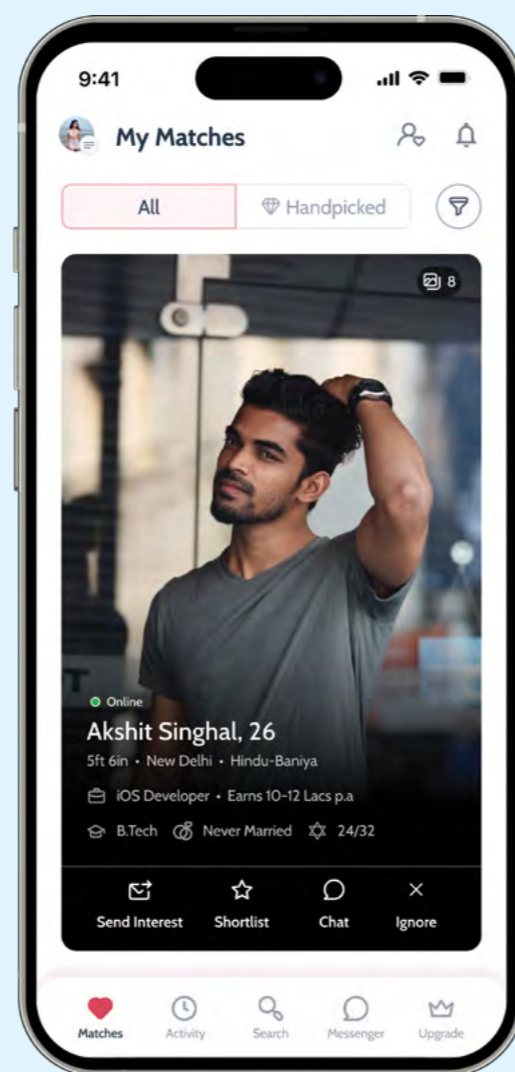 9:41
My Matches
All
Handpicked
8
Online
Akshit Singhal, 26
5ft 6in • New Delhi • Hindu-Baniya
iOS Developer • Earns 10-12 Lacs p.a
B.Tech Never Married 24/32
Send Interest Shortlist Chat Ignore
Matches Activity Search Messenger Upgrade